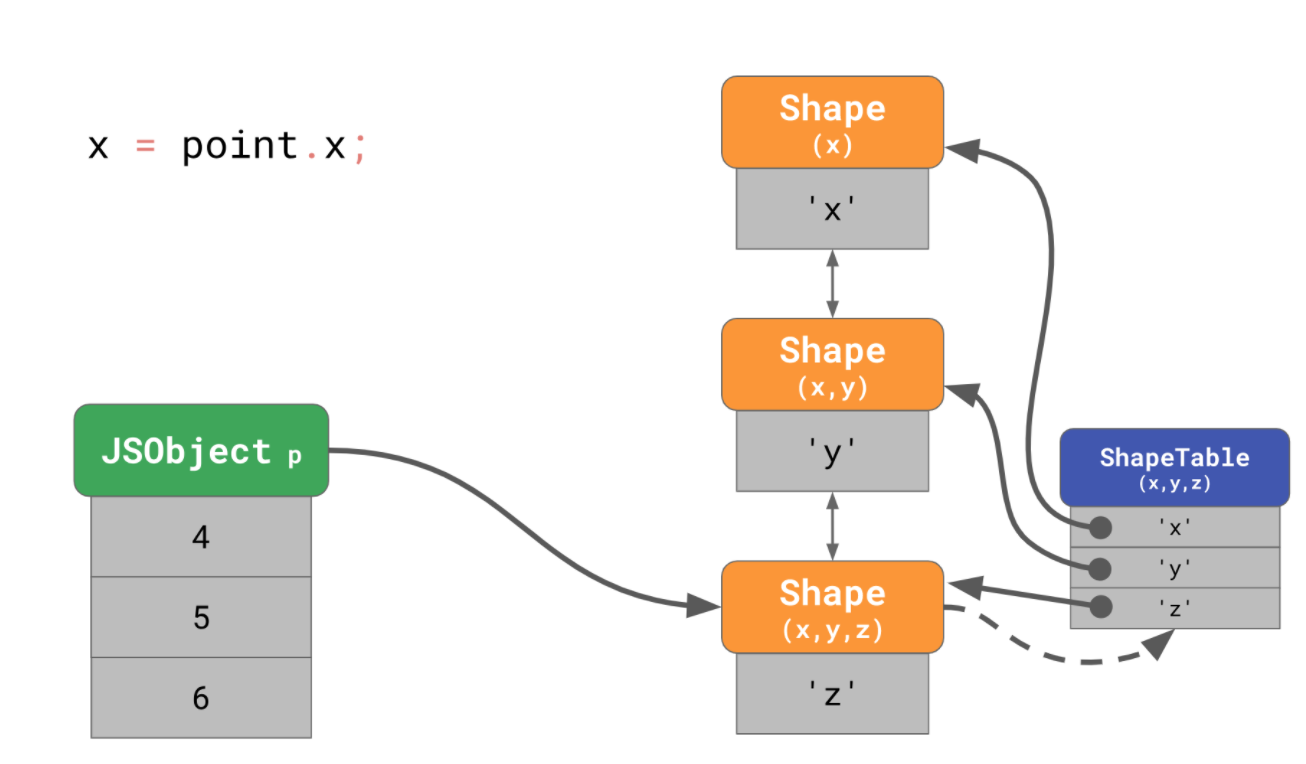 x = point.x;
Shape
(x)
'x'
Shape
(x,y)
'y'
Shape
(x,y,z)
'z'
JSObject p
4
5
6
ShapeTable
(x,y,z)
'x'
'y'
'z'